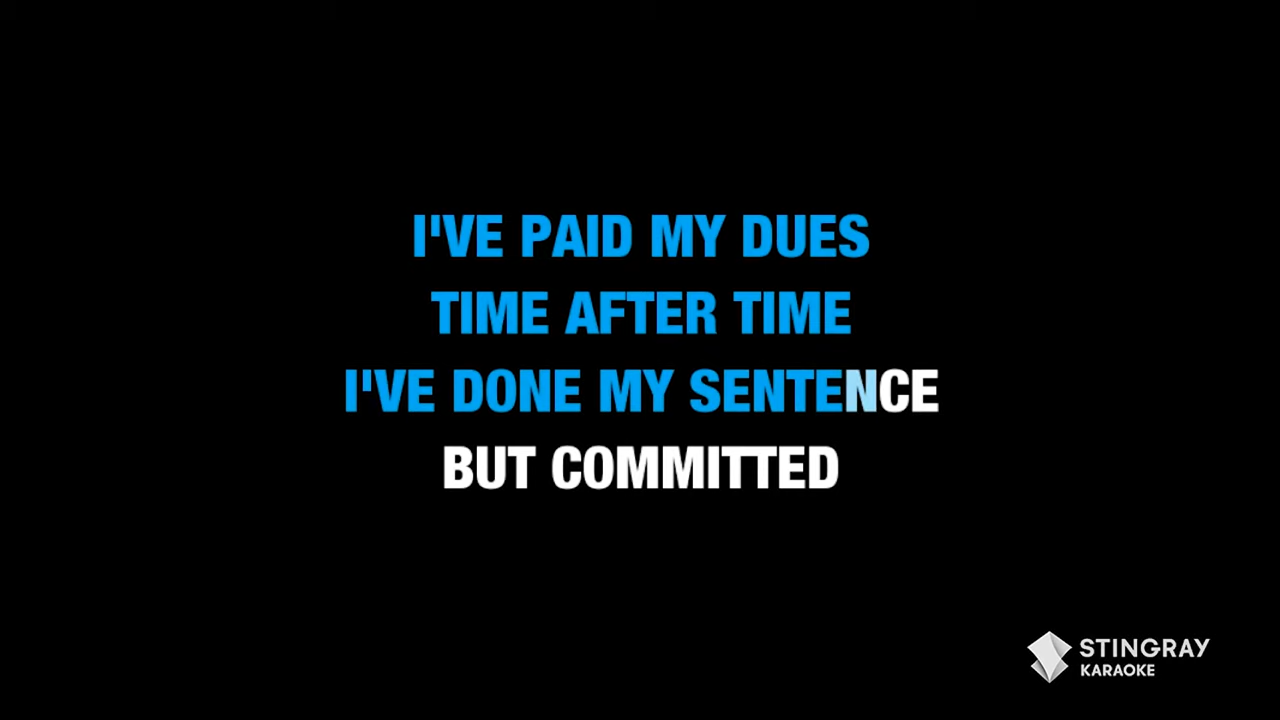 I'VE PAID MY DUES
TIME AFTER TIME
I'VE DONE MY SENTENCE
BUT COMMITTED
STINGRAY
KARAOKE